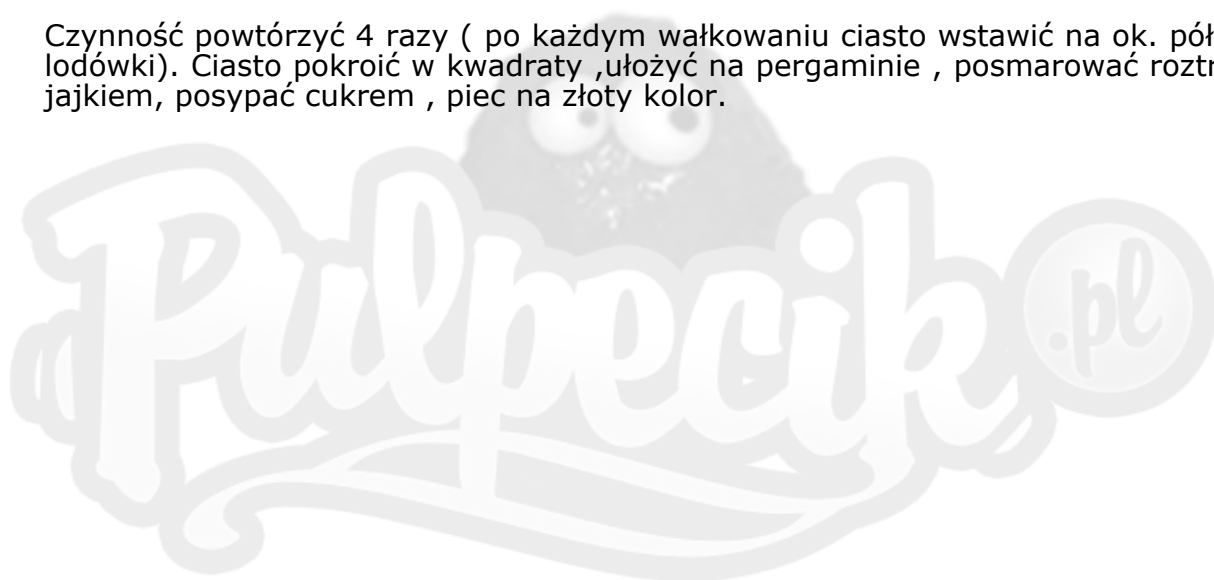 Czynność powtórzyć 4 razy ( po każdym wałkowaniu ciasto wstawić na ok. pół
lodówki). Ciasto pokroić w kwadraty ,ułożyć na pergaminie , posmarować
jajkiem, posypać cukrem , piec na złoty kolor.
Pulpecik.pl